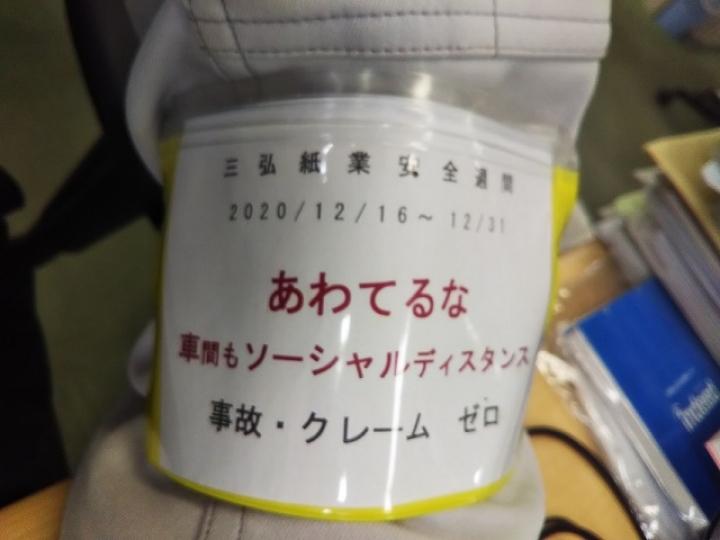 三弘紙業安全週間
2020/12/16～12/31
あわてるな
車間もソーシャルディスタンス
事故・クレーム ゼロ